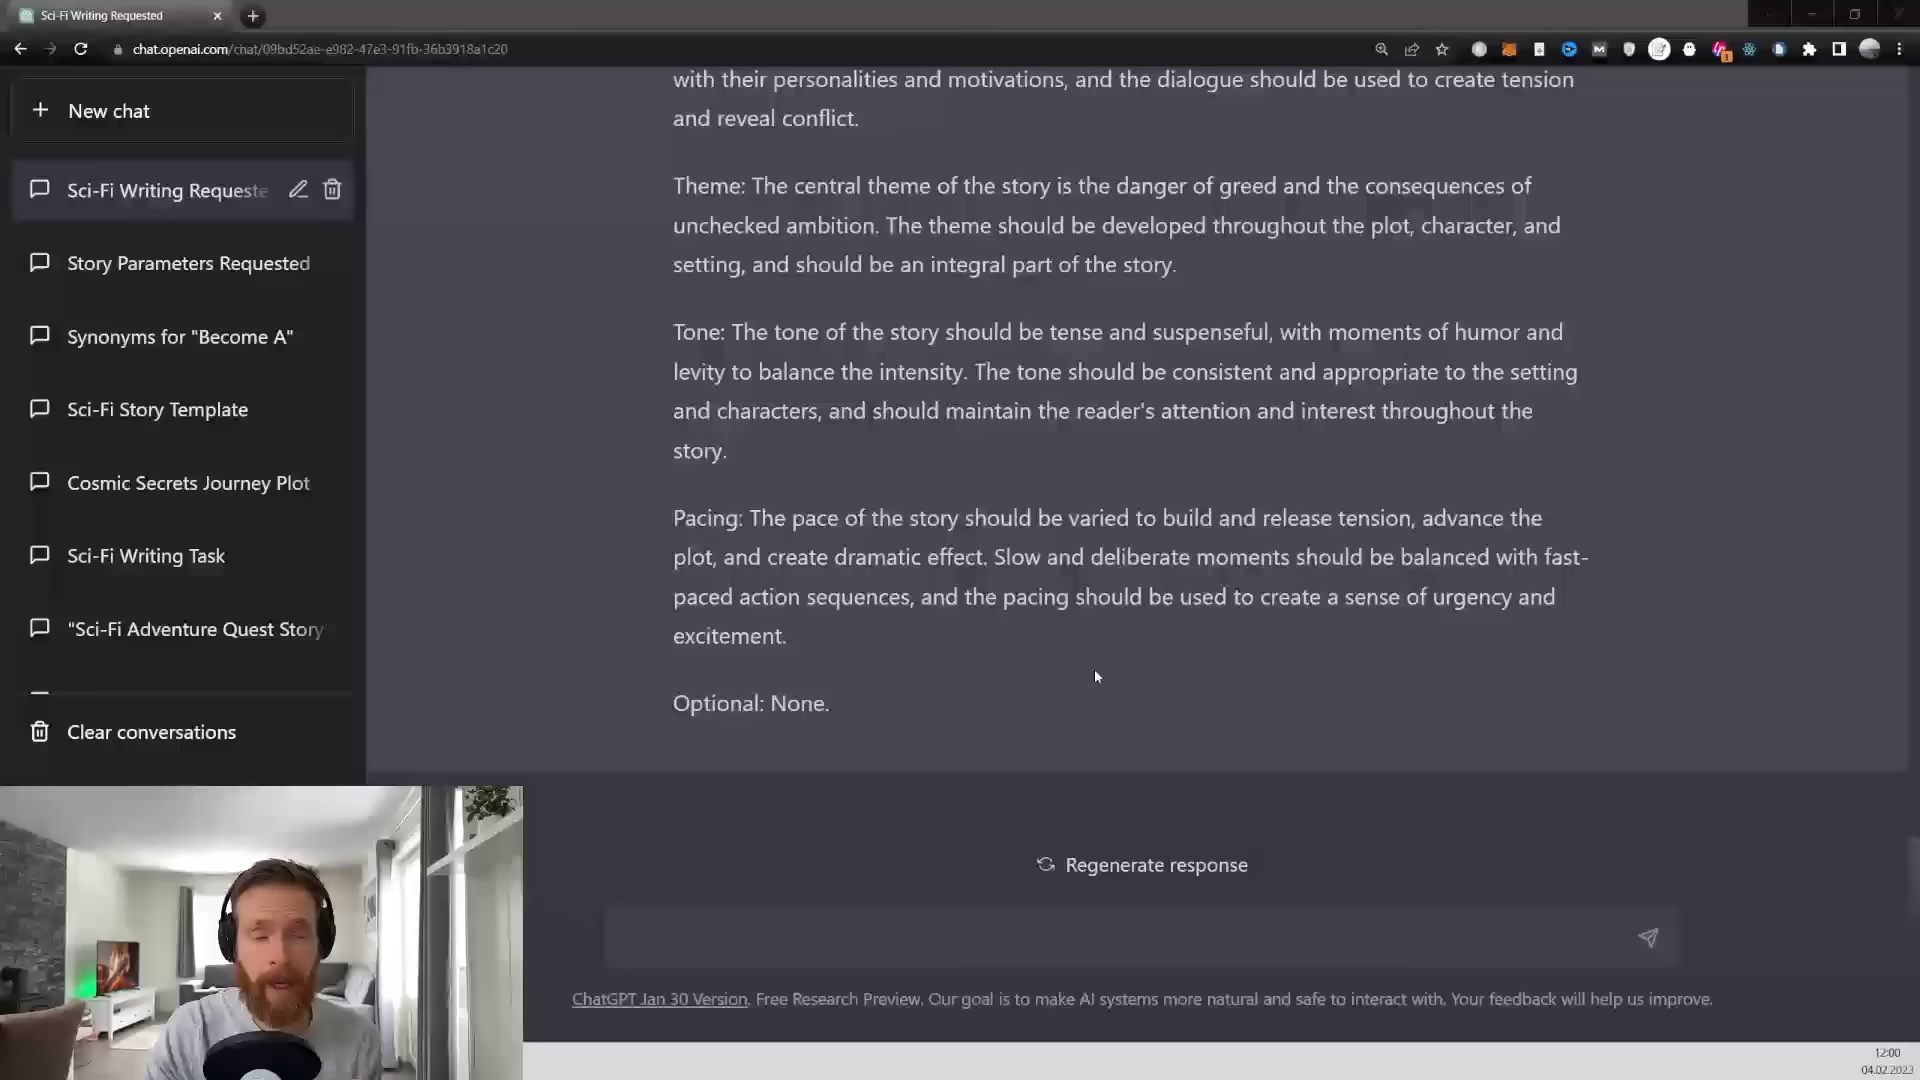 Sci-Fi Writing Requested
chat.openai.com/chat/09bd52ae-e982-47e3-91fb-36b3918a1c20
New chat
Sci-Fi Writing Requeste
Story Parameters Requested
Synonyms for "Become A"
Sci-Fi Story Template
Cosmic Secrets Journey Plot
Sci-Fi Writing Task
"Sci-Fi Adventure Quest Story
Clear conversations
with their personalities and motivations, and the dialogue should be used to create tension
and reveal conflict.
Theme: The central theme of the story is the danger of greed and the consequences of
unchecked ambition. The theme should be developed throughout the plot, character, and
setting, and should be an integral part of the story.
Tone: The tone of the story should be tense and suspenseful, with moments of humor and
levity to balance the intensity. The tone should be consistent and appropriate to the setting
and characters, and should maintain the reader's attention and interest throughout the
story.
Pacing: The pace of the story should be varied to build and release tension, advance the
plot, and create dramatic effect. Slow and deliberate moments should be balanced with fast-
paced action sequences, and the pacing should be used to create a sense of urgency and
excitement.
Optional: None.
Regenerate response
ChatGPT Jan 30 Version. Free Research Preview. Our goal is to make AI systems more natural and safe to interact with. Your feedback will help us improve.
12:00
04.02.2023